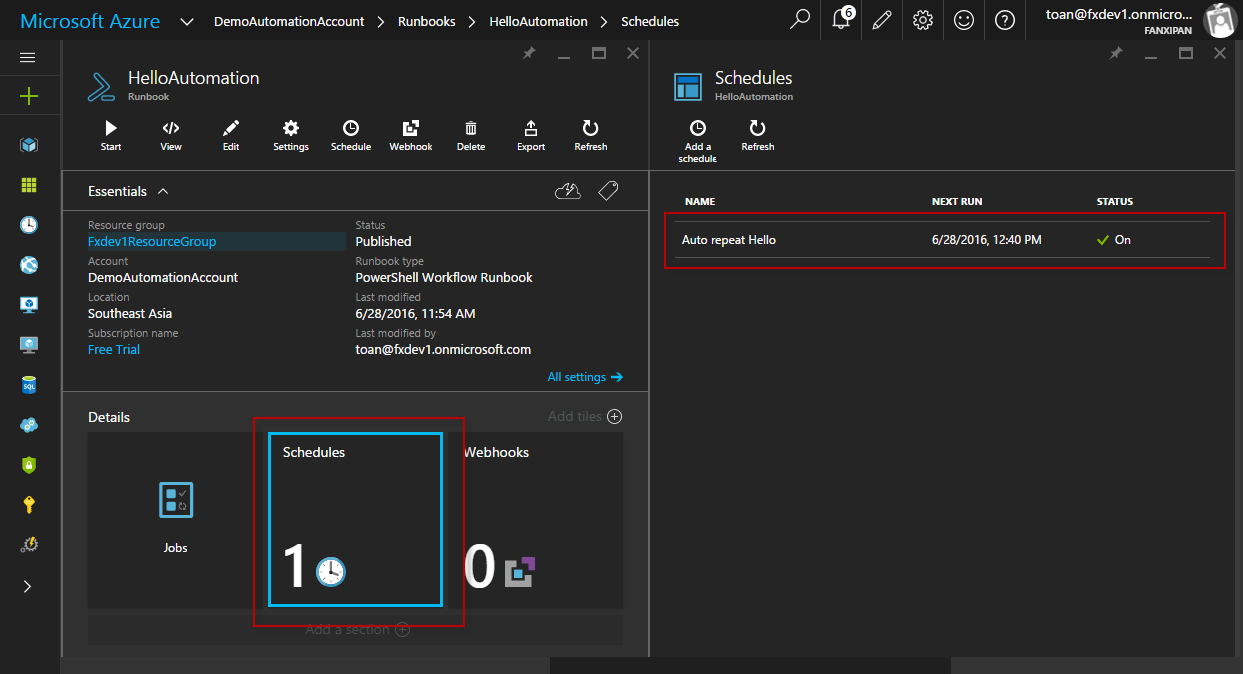 Microsoft Azure
DemoAutomationAccount
Runbooks
HelloAutomation
Schedules
6
toan@fxdev1.onmicro...
FANXIPAN
HelloAutomation
Runbook
Start
View
Edit
Settings
Schedule
Webhook
Delete
Export
Refresh
Essentials
Resource group
Fxdev1ResourceGroup
Account
DemoAutomationAccount
Location
Southeast Asia
Subscription name
Free Trial
Status
Published
Runbook type
PowerShell Workflow Runbook
Last modified
6/28/2016, 11:54 AM
Last modified by
toan@fxdev1.onmicrosoft.com
All settings
Details
Add tiles
Jobs
Schedules
1
Webhooks
0
Add a section
SQL
Schedules
HelloAutomation
Add a
schedule
Refresh
NAME
NEXT RUN
STATUS
Auto repeat Hello
6/28/2016, 12:40 PM
On